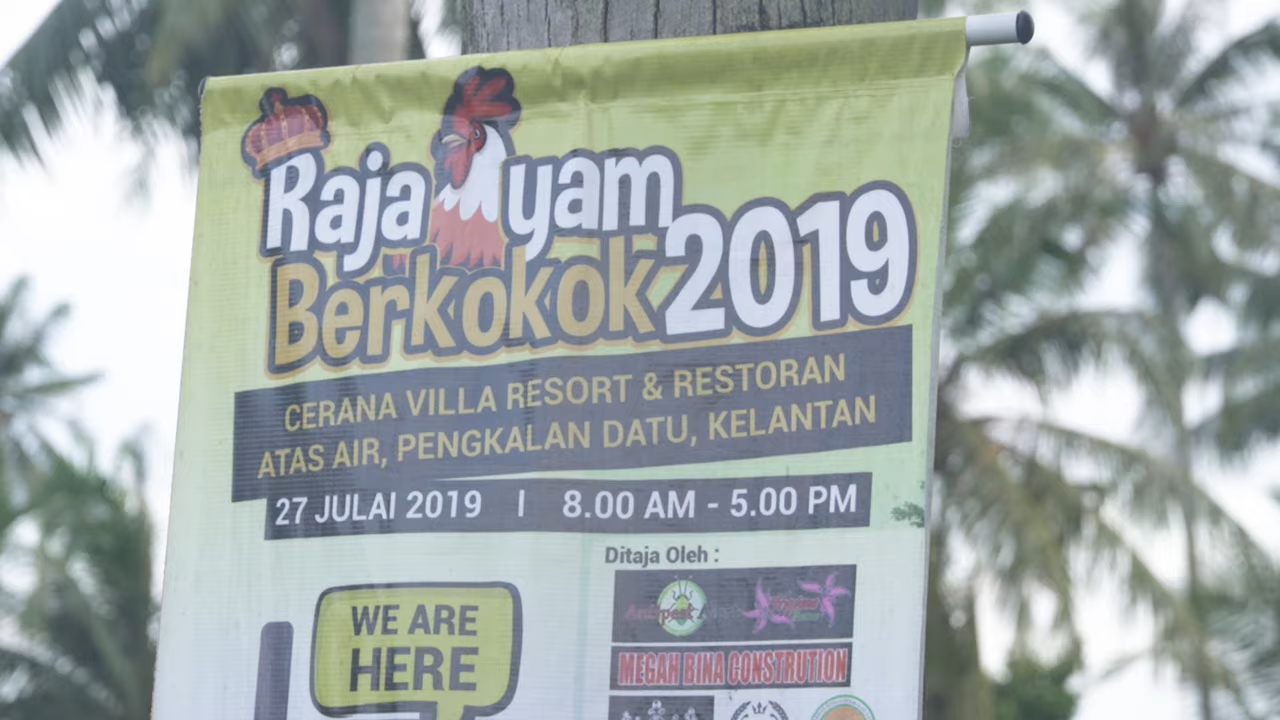 Raja Ayam
Berkokok 2019
CERANA VILLA RESORT & RESTORAN
ATAS AIR, PENGKALAN DATU, KELANTAN
27 JULAI 2019 | 8.00 AM - 5.00 PM
Ditaja Oleh :
WE ARE
HERE
MEGAH BINA CONSTRUTION